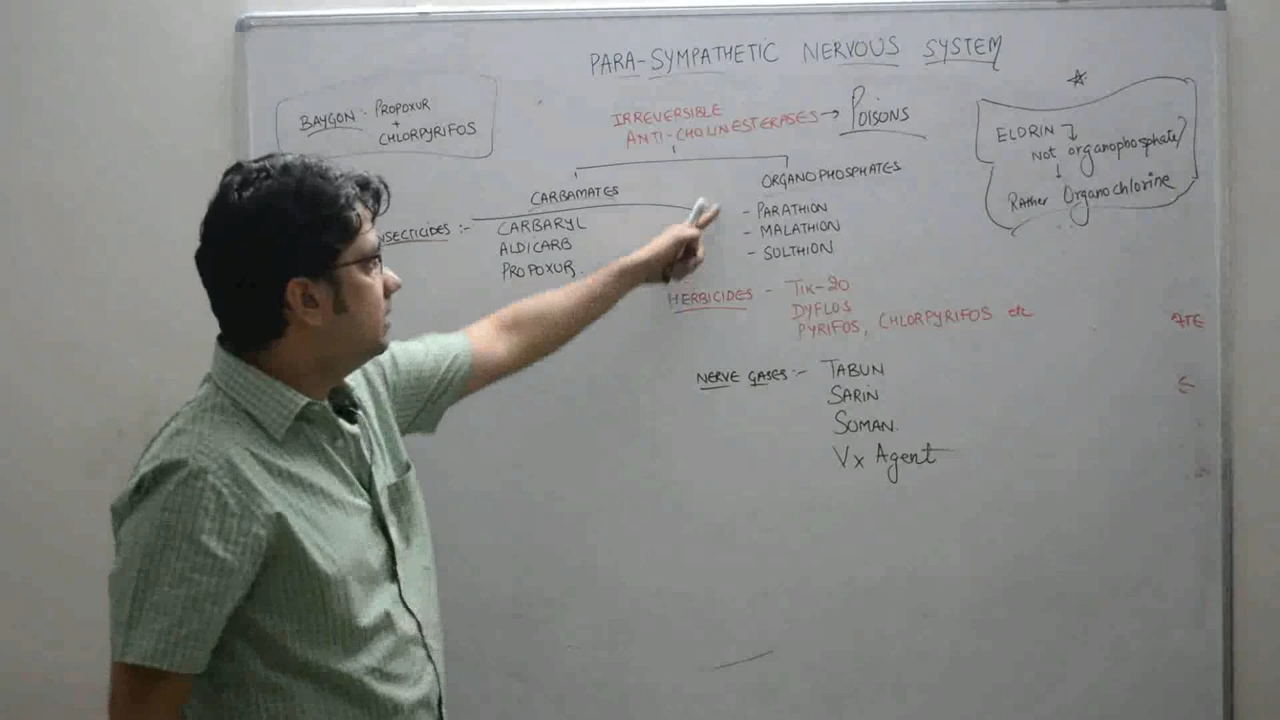 PARA-SYMPATHETIC NERVOUS SYSTEM
BAYGON:- PROPOXUR
+
CHLORPYRIFOS
IRREVERSIBLE
ANTI-CHOLINESTERASES → POISONS
ELDRIN
Not organophosphate
Rather Organochlorine
CARBAMATES
ORGANOPHOSPHATES
NSECTICIDES :- CARBARYL
ALDICARB
PROPOXUR.
- PARATHION
- MALATHION
- SULTHION
HERBICIDES - TIK-20
DYFLOS
PYRIFOS, CHLORPYRIFOS etc
NERVE GASES:- TABUN
SARIN
SOMAN.
Vx Agent